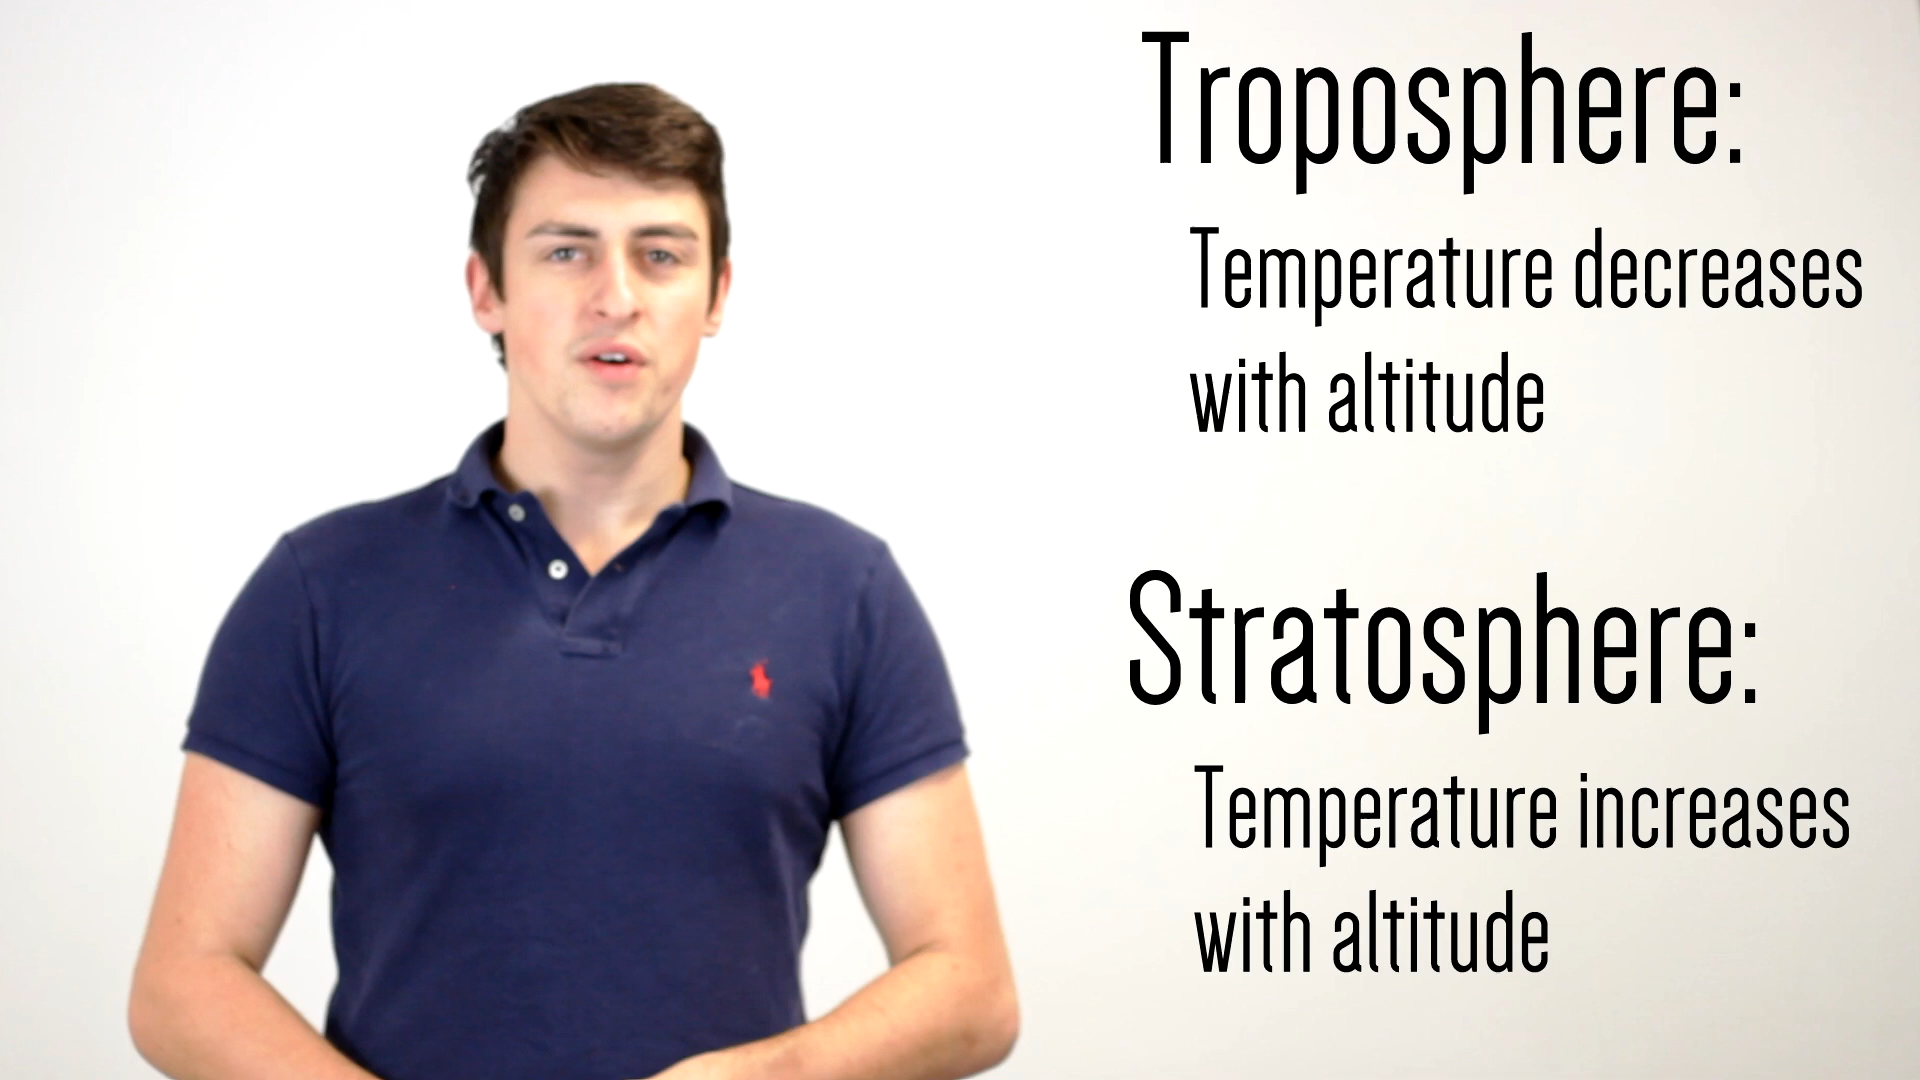 Troposphere:
Temperature decreases
with altitude
Stratosphere:
Temperature increases
with altitude